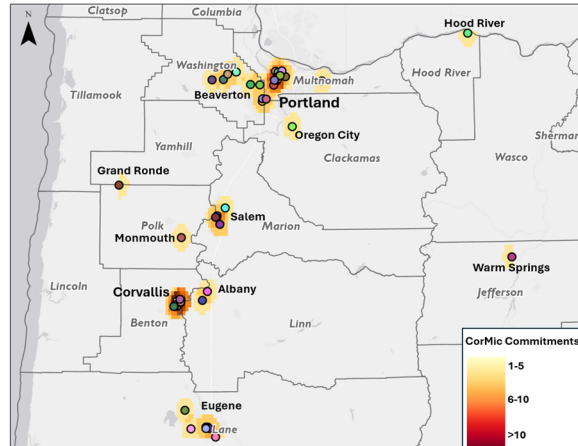 Clatsop
Columbia
Hood River
N
Washington
Multnomah
Hood River
Tillamook
Beaverton
Portland
Oregon City
Sherman
Yamhill
Clackamas
Wasco
Grand Ronde
Polk
Salem
Marion
Monmouth
Warm Springs
Lincoln
Corvallis
Albany
Jefferson
Benton
Linn
CorMic Commitments
1-5
6-10
>10
Eugene
Lane